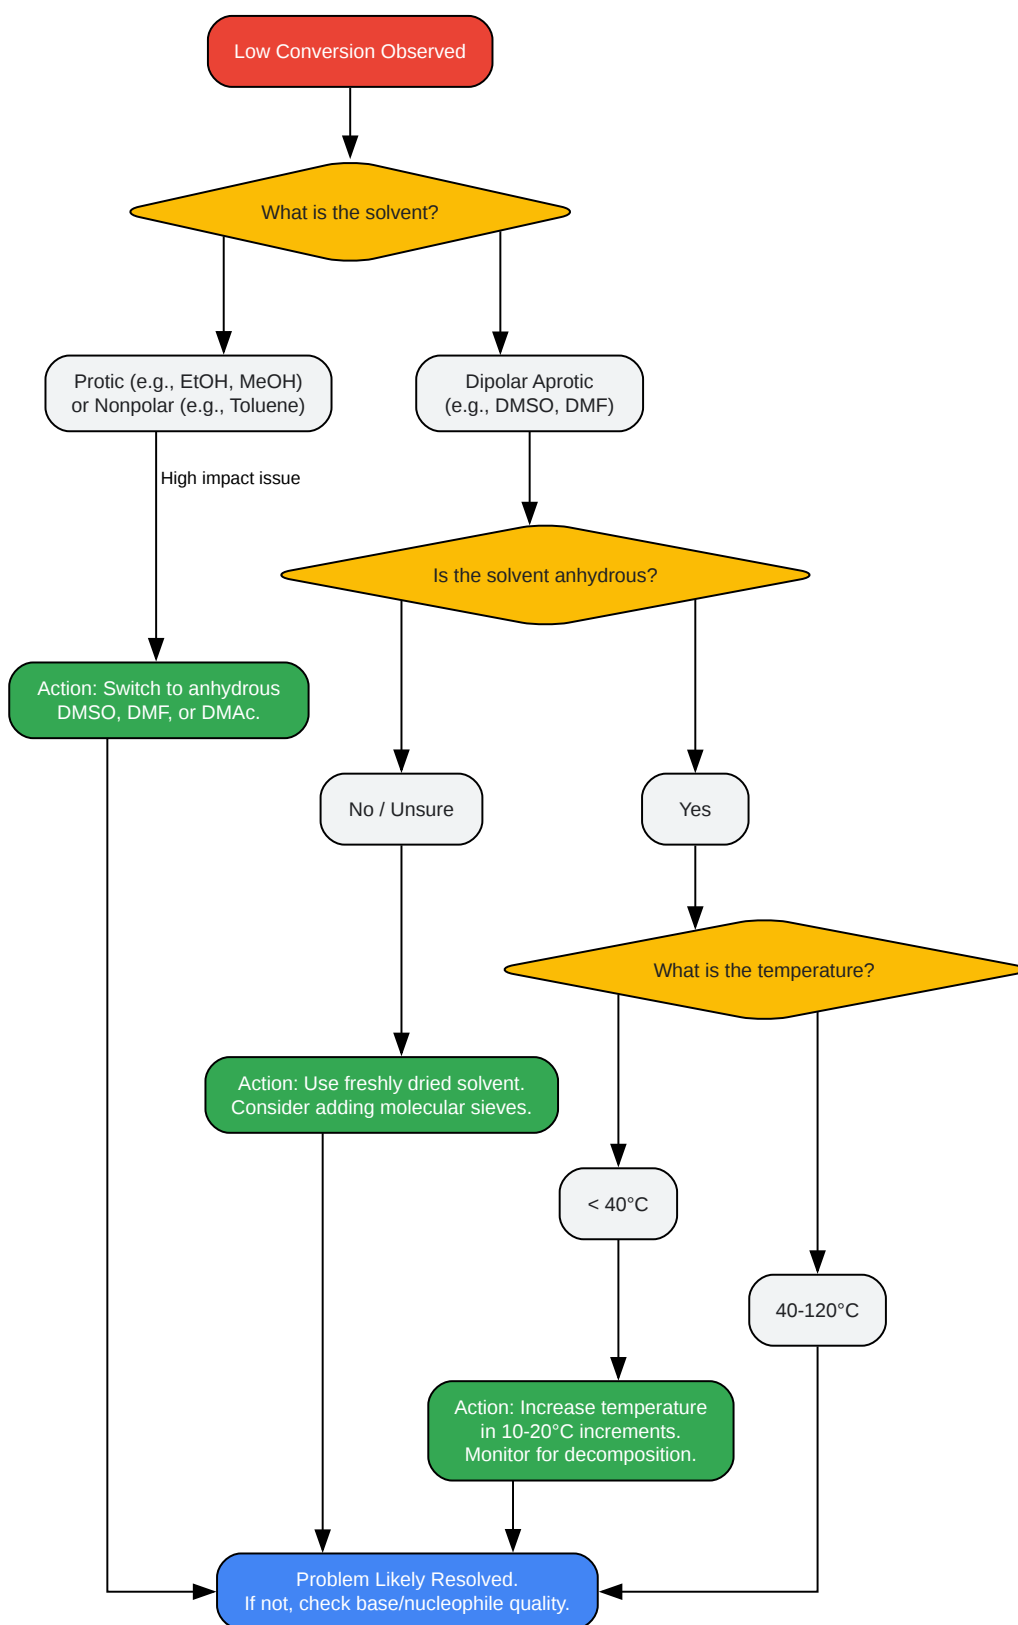 Low Conversion Observed
What is the solvent?
Protic (e.g., EtOH, MeOH)
or Nonpolar (e.g., Toluene)
Dipolar Aprotic
(e.g., DMSO, DMF)
High impact issue
Is the solvent anhydrous?
Action: Switch to anhydrous
DMSO, DMF, or DMAc.
No / Unsure
Yes
What is the temperature?
Action: Use freshly dried solvent.
Consider adding molecular sieves.
< 40°C
40-120°C
Action: Increase temperature
in 10-20°C increments.
Monitor for decomposition.
Problem Likely Resolved.
If not, check base/nucleophile quality.